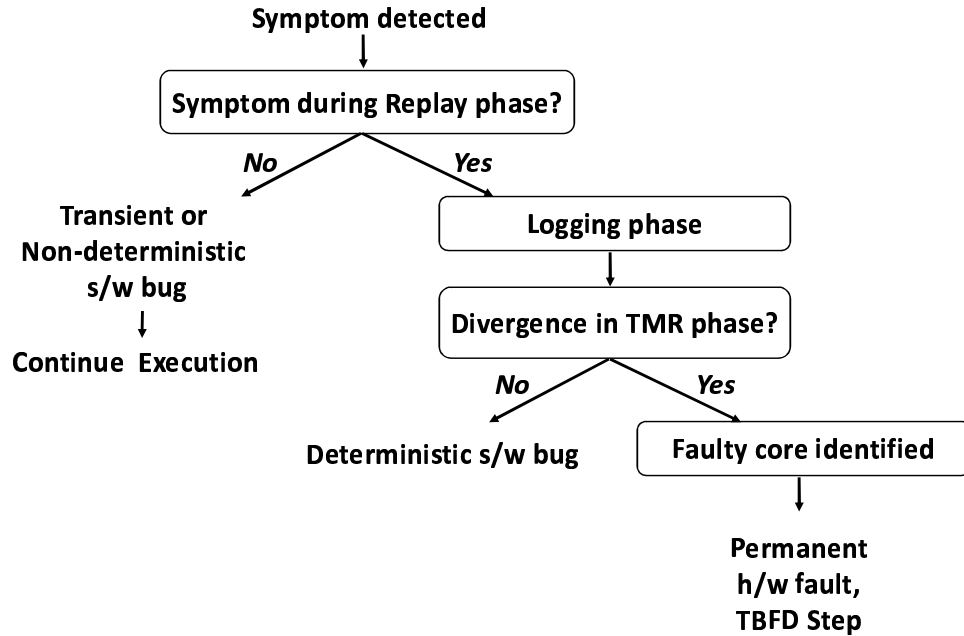 Symptom detected
Symptom during Replay phase?
No
Yes
Transient or
Non-deterministic
s/w bug
Continue Execution
Logging phase
Divergence in TMR phase?
No
Yes
Deterministic s/w bug
Faulty core identified
Permanent
h/w fault,
TBFD Step